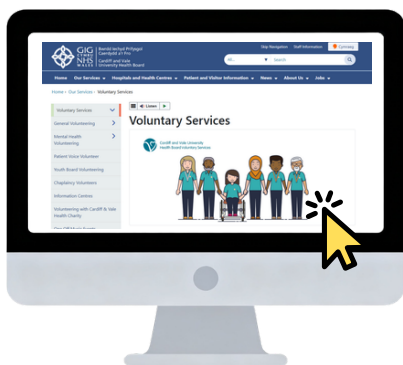 GIG
CYMRU
NHS
WALES
Bwrdd Iechyd Prifysgol
Caerdydd a'r Fro
Cardiff and Vale
University Health Board
Skip Navigation Staff Information Cymraeg
All... Search
Home Our Services Hospitals and Health Centres Patient and Visitor Information News About Us Jobs
Home > Our Services > Voluntary Services
Listen
Voluntary Services
Voluntary Services
General Volunteering
Mental Health
Volunteering
Patient Voice Volunteer
Youth Board Volunteering
Chaplaincy Volunteers
Information Centres
Volunteering with Cardiff & Vale
Health Charity
Cardiff and Vale University
Health Board Voluntary Services